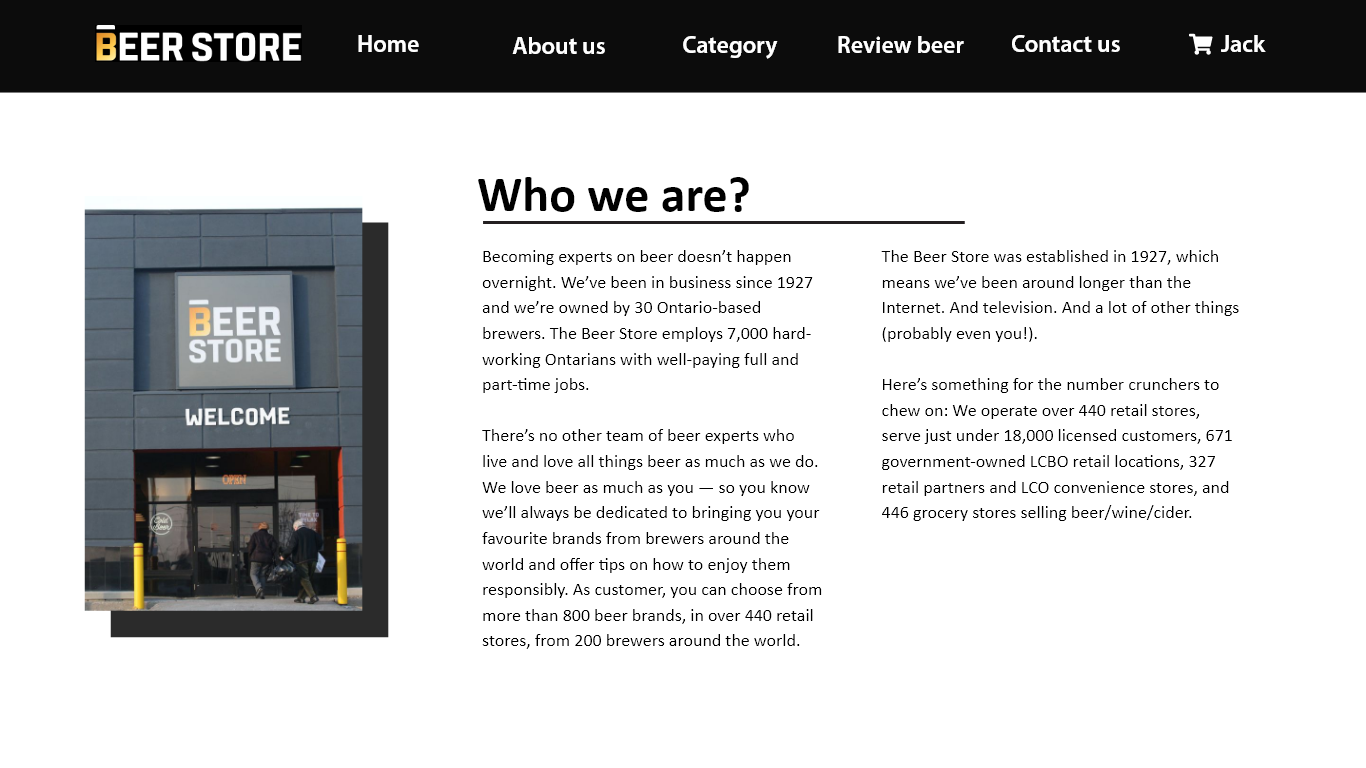 BEER STORE
Home
About us
Category
Review beer
Contact us
Jack
Who we are?
BEER
STORE
WELCOME
OPEN
Becoming experts on beer doesn’t happen
overnight. We’ve been in business since 1927
and we’re owned by 30 Ontario-based
brewers. The Beer Store employs 7,000 hard-
working Ontarians with well-paying full and
part-time jobs.
There’s no other team of beer experts who
live and love all things beer as much as we do.
We love beer as much as you — so you know
we’ll always be dedicated to bringing you your
favourite brands from brewers around the
world and offer tips on how to enjoy them
responsibly. As customer, you can choose from
more than 800 beer brands, in over 440 retail
stores, from 200 brewers around the world.
The Beer Store was established in 1927, which
means we’ve been around longer than the
Internet. And television. And a lot of other things
(probably even you!).
Here’s something for the number crunchers to
chew on: We operate over 440 retail stores,
serve just under 18,000 licensed customers, 671
government-owned LCBO retail locations, 327
retail partners and LCO convenience stores, and
446 grocery stores selling beer/wine/cider.